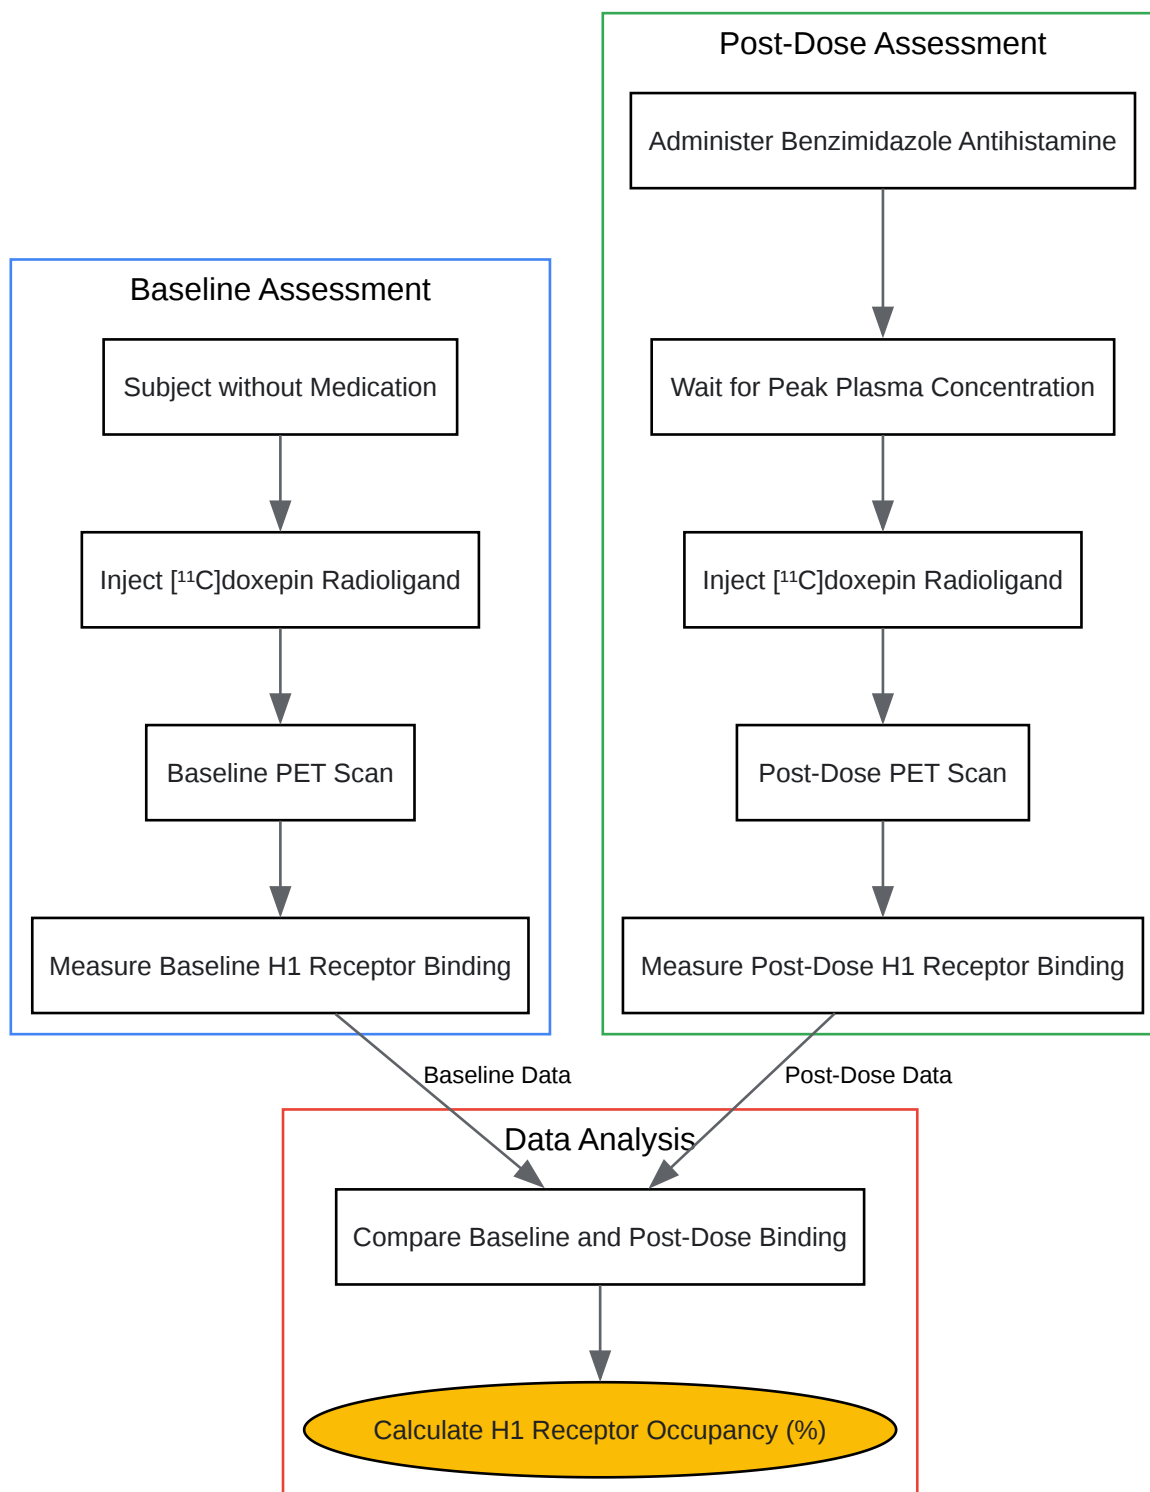 Post-Dose Assessment
Administer Benzimidazole Antihistamine
Wait for Peak Plasma Concentration
Inject [¹¹C]doxepin Radioligand
Post-Dose PET Scan
Measure Post-Dose H1 Receptor Binding
Baseline Assessment
Subject without Medication
Inject [¹¹C]doxepin Radioligand
Baseline PET Scan
Measure Baseline H1 Receptor Binding
Baseline Data
Post-Dose Data
Data Analysis
Compare Baseline and Post-Dose Binding
Calculate H1 Receptor Occupancy (%)